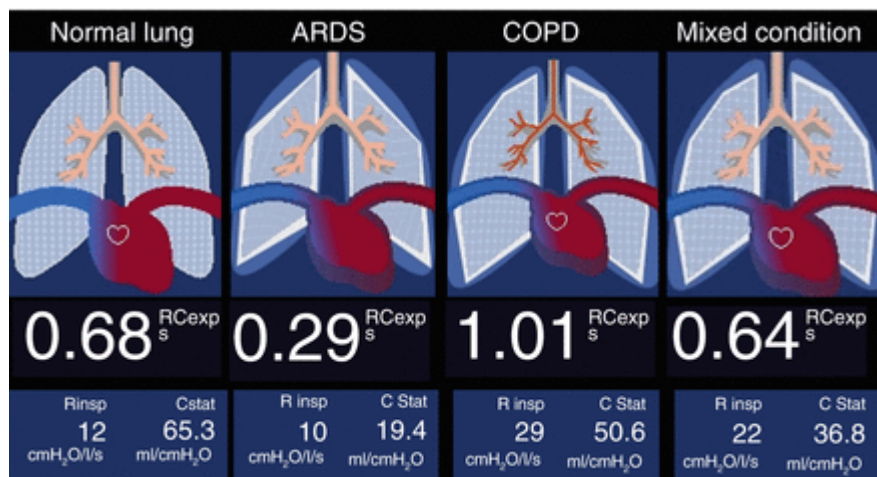 Normal lung
ARDS
COPD
Mixed condition
0.68 RCexp s
0.29 RCexp s
1.01 RCexp s
0.64 RCexp s
Rinsp Cstat
12 65.3
cmH₂O/l/s ml/cmH₂O
R insp C Stat
10 19.4
cmH₂O/l/s ml/cmH₂O
R insp C Stat
29 50.6
cmH₂O/l/s ml/cmH₂O
R insp C Stat
22 36.8
cmH₂O/l/s ml/cmH₂O